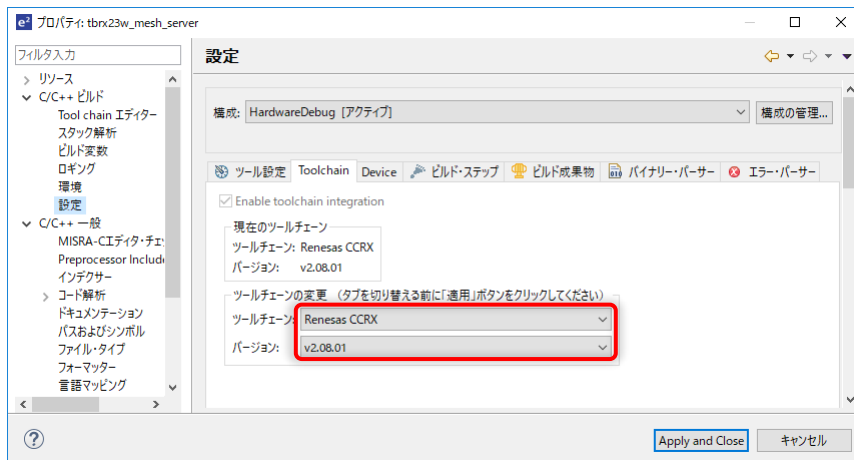 e² プロパティ: tbrx23w_mesh_server
フィルタ入力
設定
リソース
C/C++ ビルド
Tool chain エディター
スタック解析
ビルド変数
ロギング
環境
設定
C/C++ 一般
MISRA-Cエディタ・チェ
Preprocessor Include
インデクサー
コード解析
ドキュメンテーション
パスおよびシンボル
ファイル・タイプ
フォーマッター
言語マッピング
構成: HardwareDebug [アクティブ]
構成の管理...
ツール設定 Toolchain Device ビルド・ステップ ビルド成果物 バイナリー・パーサー エラー・パーサー
Enable toolchain integration
現在のツールチェーン
ツールチェーン: Renesas CCRX
バージョン: v2.08.01
ツールチェーンの変更 (タブを切り替える前に「適用」ボタンをクリックしてください)
ツールチェーン: Renesas CCRX
バージョン: v2.08.01
Apply and Close キャンセル